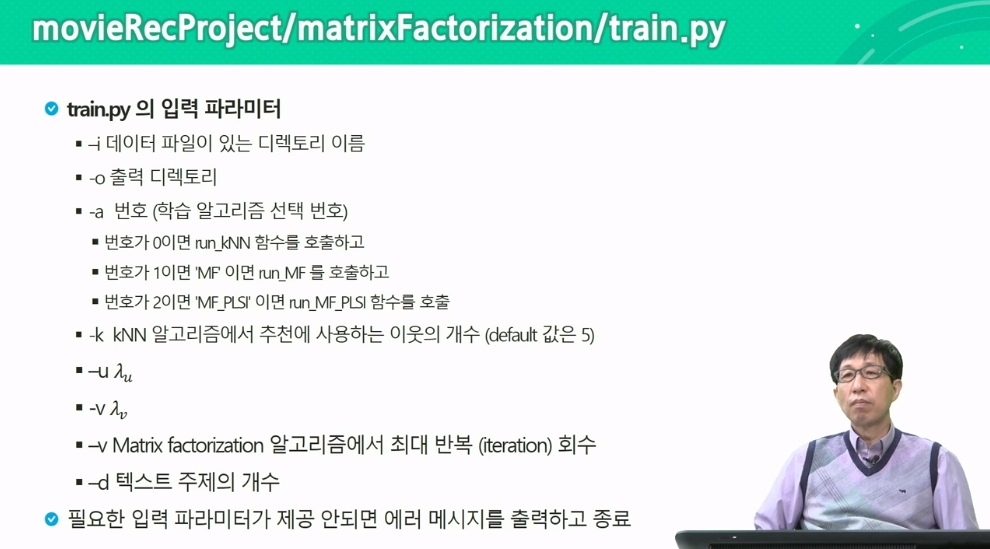 movieRecProject/matrixFactorization/train.py
train.py 의 입력 파라미터
–i 데이터 파일이 있는 디렉토리 이름
-o 출력 디렉토리
-a 번호 (학습 알고리즘 선택 번호)
번호가 0이면 run_kNN 함수를 호출하고
번호가 1이면 'MF' 이면 run_MF 를 호출하고
번호가 2이면 'MF_PLSI' 이면 run_MF_PLSI 함수를 호출
-k kNN 알고리즘에서 추천에 사용하는 이웃의 개수 (default 값은 5)
–u λᵤ
-v λᵥ
–v Matrix factorization 알고리즘에서 최대 반복 (iteration) 회수
–d 텍스트 주제의 개수
필요한 입력 파라미터가 제공 안되면 에러 메시지를 출력하고 종료